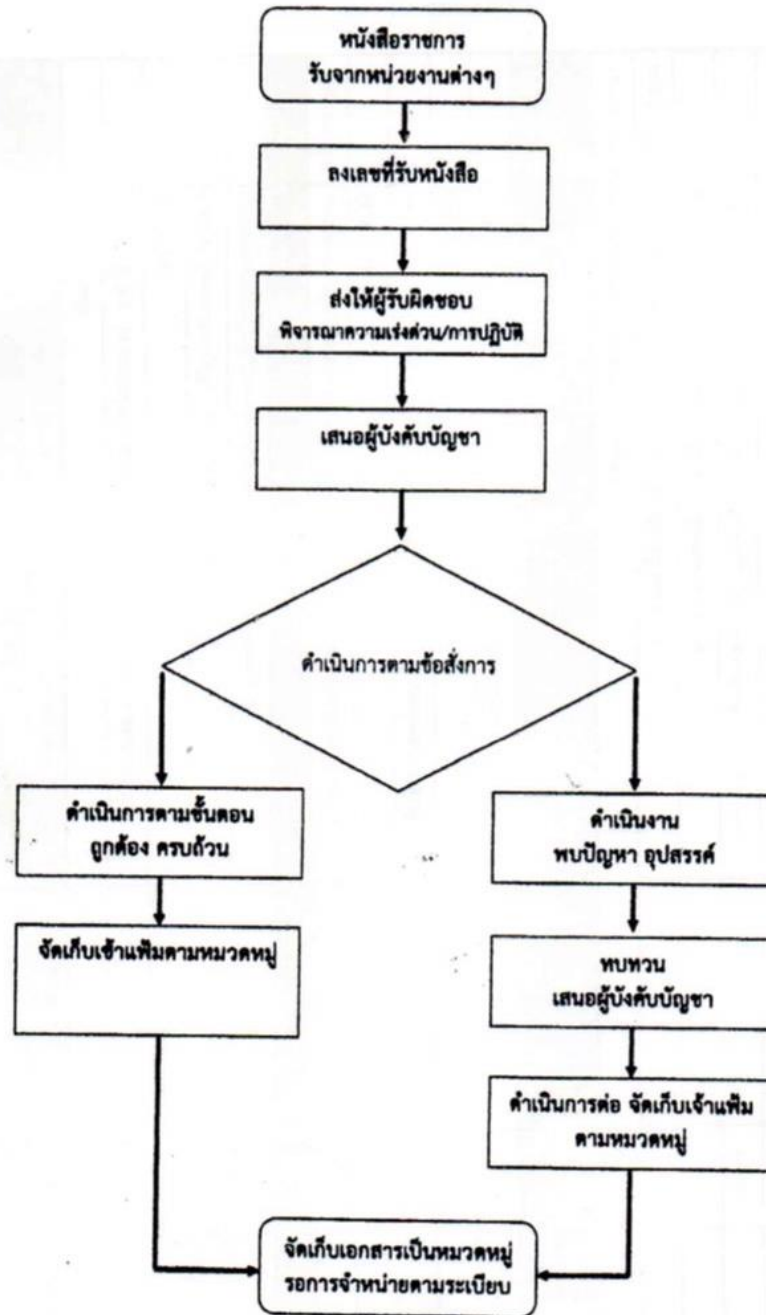 หนังสือราชการ
รับจากหน่วยงานต่างๆ
ลงเลขที่รับหนังสือ
ส่งให้ผู้รับผิดชอบ
พิจารณาความเร่งด่วน/การปฏิบัติ
เสนอผู้บังคับบัญชา
ดำเนินการตามข้อสั่งการ
ดำเนินการตามขั้นตอน
ถูกต้อง ครบถ้วน
จัดเก็บเข้าแฟ้มตามหมวดหมู่
ดำเนินงาน
พบปัญหา อุปสรรค์
ทบทวน
เสนอผู้บังคับบัญชา
ดำเนินการต่อ จัดเก็บเจ้าแฟ้ม
ตามหมวดหมู่
จัดเก็บเอกสารเป็นหมวดหมู่
รอการจำหน่ายตามระเบียบ